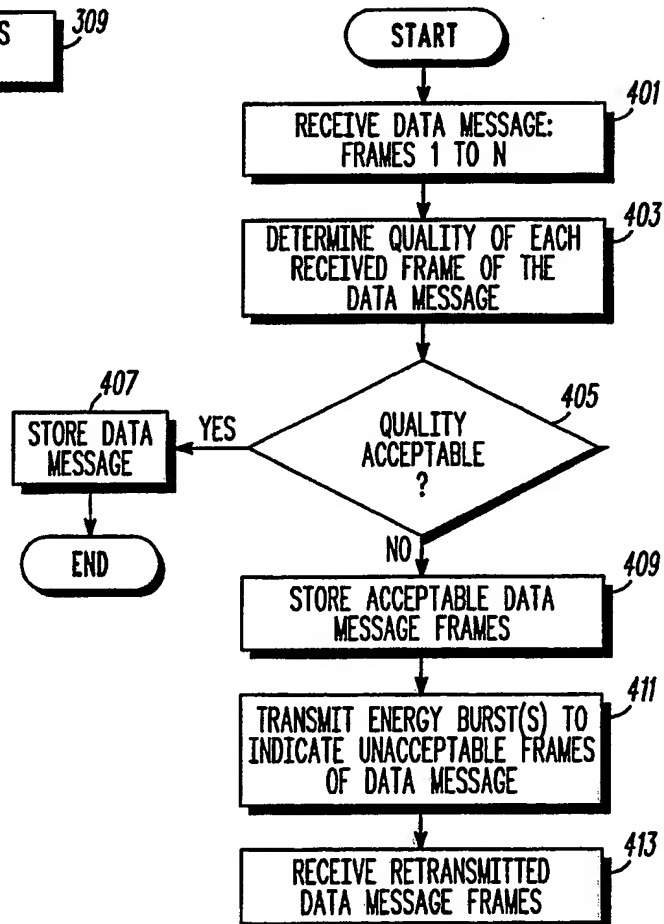 S
309
START
401
RECEIVE DATA MESSAGE:
FRAMES 1 TO N
403
DETERMINE QUALITY OF EACH
RECEIVED FRAME OF THE
DATA MESSAGE
405
QUALITY
ACCEPTABLE
?
407
YES
STORE DATA
MESSAGE
END
NO
409
STORE ACCEPTABLE DATA
MESSAGE FRAMES
411
TRANSMIT ENERGY BURST(S) TO
INDICATE UNACCEPTABLE FRAMES
OF DATA MESSAGE
413
RECEIVE RETRANSMITTED
DATA MESSAGE FRAMES